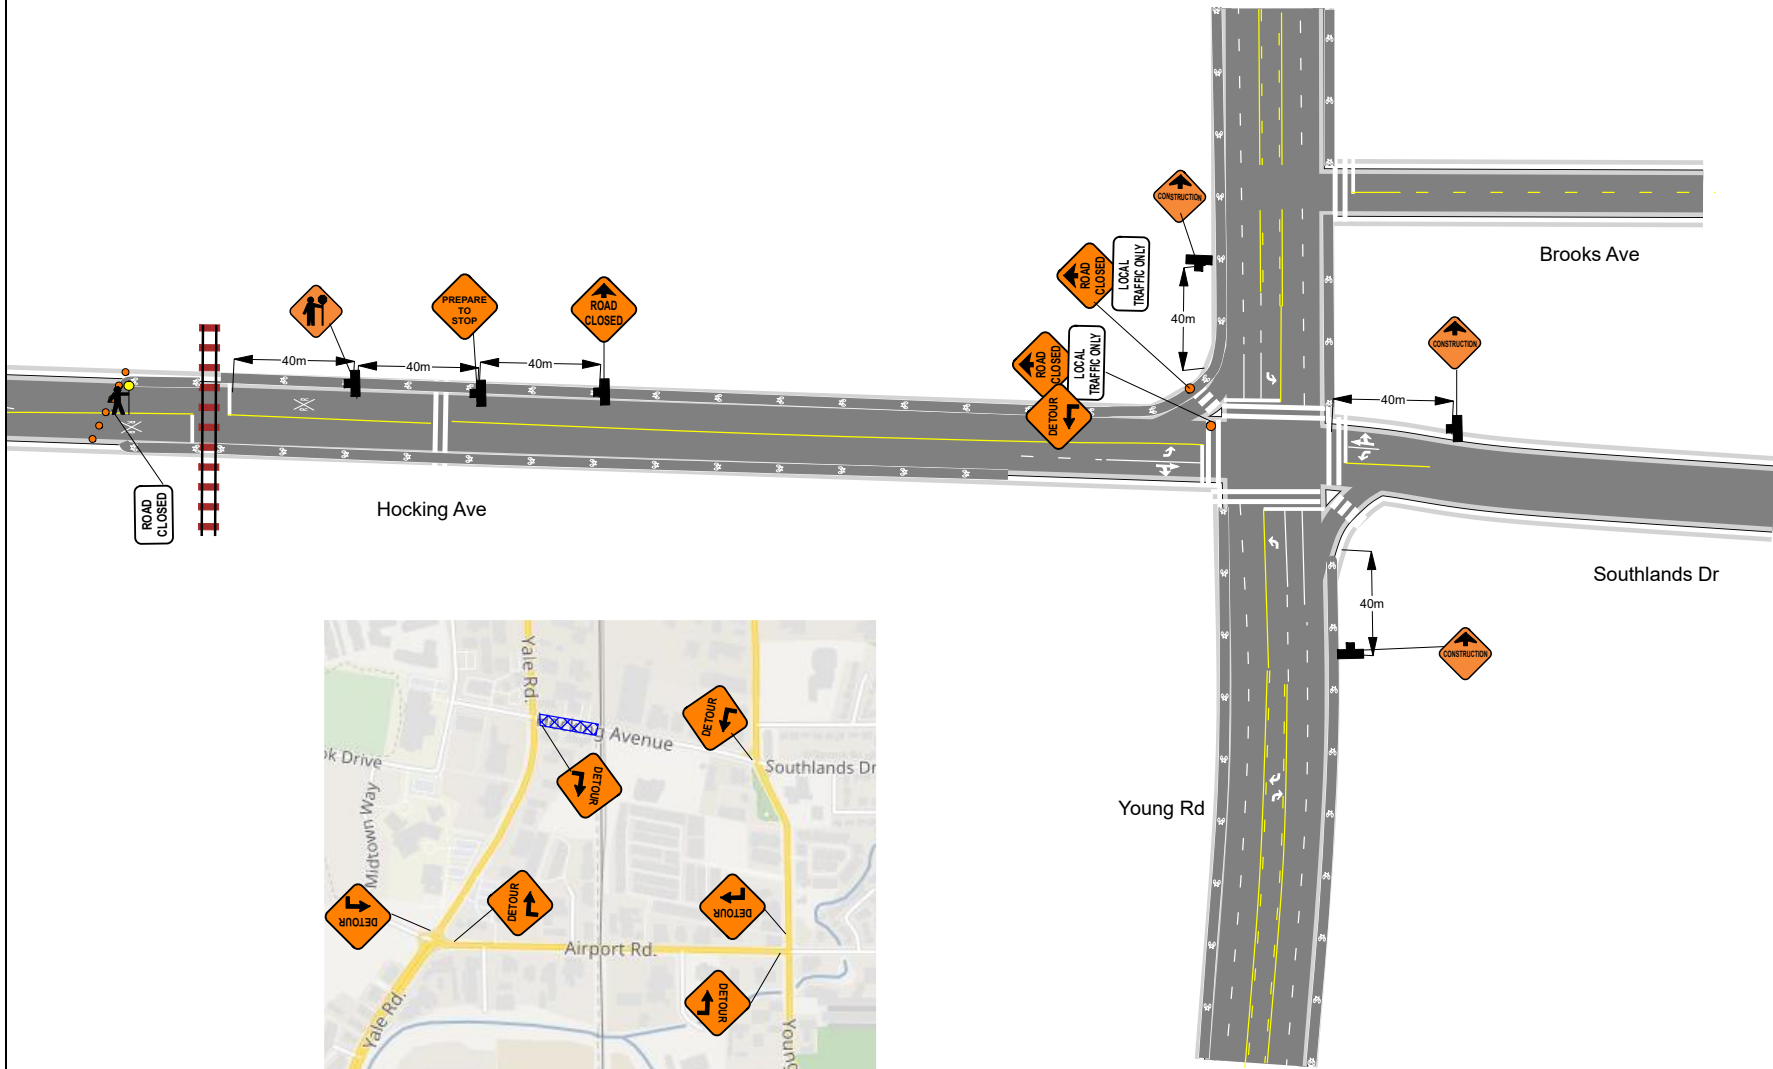 CONSTRUCTION
ROAD
CLOSED
LOCAL
TRAFFIC ONLY
Brooks Ave
40m
PREPARE
TO
STOP
ROAD
CLOSED
40m
40m
40m
ROAD
CLOSED
LOCAL
TRAFFIC ONLY
DETOUR
CONSTRUCTION
40m
R R
R R
ROAD
CLOSED
Hocking Ave
Southlands Dr
40m
CONSTRUCTION
Young Rd
Yale Rd.
DETOUR
g Avenue
ok Drive
Southlands Dr
DETOUR
Midtown Way
DETOUR
DETOUR
DETOUR
Airport Rd.
DETOUR
Yale Rd.
Young